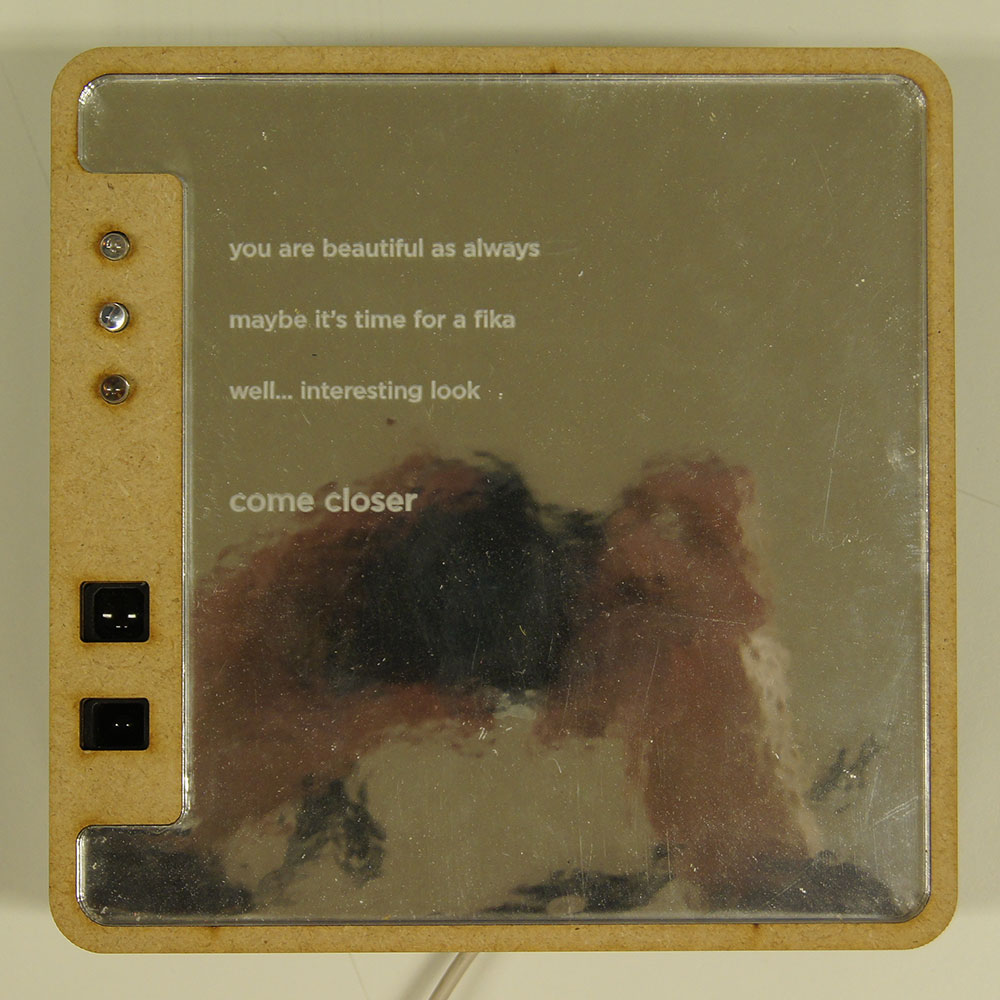 you are beautiful as always
maybe it’s time for a fika
well... interesting look
come closer